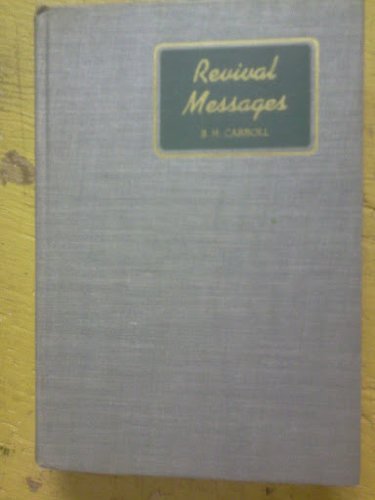 Revival
Messages
B. H. CARROLL